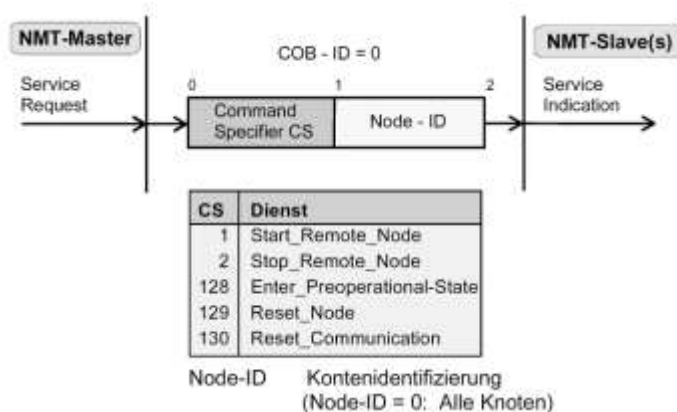 NMT-Master
NMT-Slave(s)
COB - ID = 0
Service
Request
0
1
2
Service
Indication
Command
Specifier CS
Node - ID
CS Dienst
1 Start_Remote_Node
2 Stop_Remote_Node
128 Enter_Preoperational-State
129 Reset_Node
130 Reset_Communication
Node-ID Kontenidentifizierung
(Node-ID = 0: Alle Knoten)